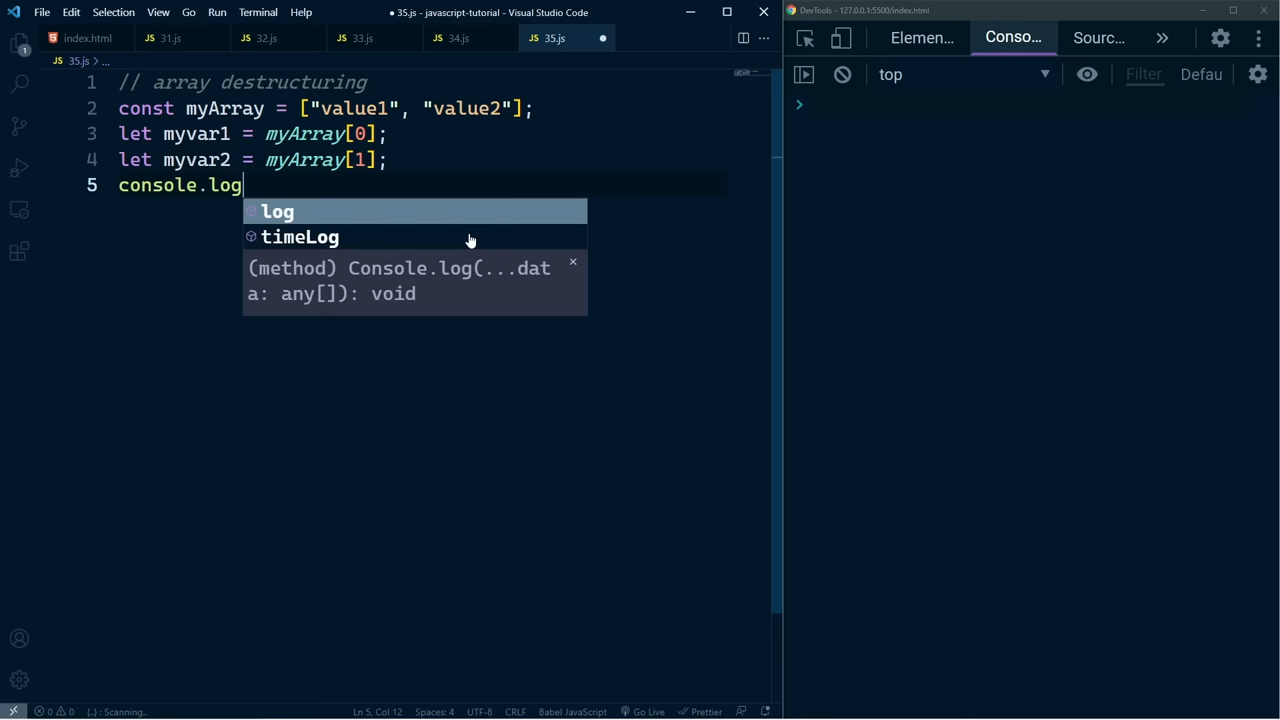 File Edit Selection View Go Run Terminal Help
● 35.js - javascript-tutorial - Visual Studio Code
DevTools - 127.0.0.1:5500/index.html
index.html JS 31.js JS 32.js JS 33.js JS 34.js JS 35.js
Elemen... Conso... Sourc...
JS 35.js > ...
top Filter Defau
1 // array destructuring
2 const myArray = ["value1", "value2"];
3 let myvar1 = myArray[0];
4 let myvar2 = myArray[1];
5 console.log
log
timeLog
(method) Console.log(...dat
a: any[]): void
1
0 0 {..} : Scanning..
Ln 5, Col 12 Spaces: 4 UTF-8 CRLF Babel JavaScript Go Live Prettier